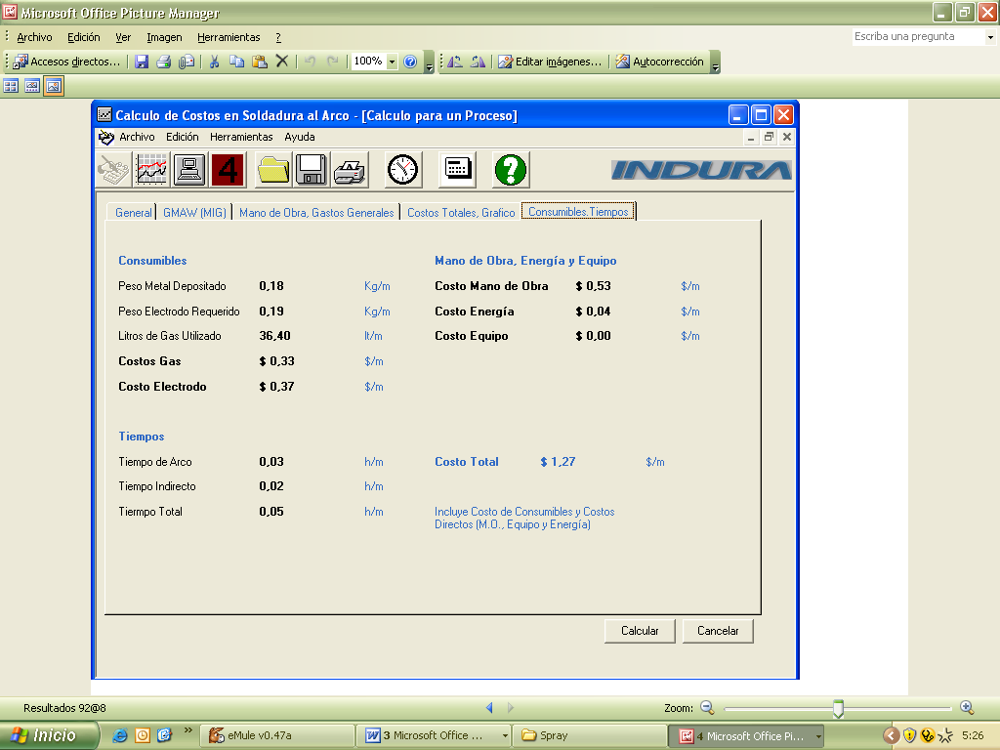 Microsoft Office Picture Manager
Archivo Edición Ver Imagen Herramientas ?
Escriba una pregunta
Accesos directos... 100% Editar imágenes... Autocorrección
Calculo de Costos en Soldadura al Arco - [Calculo para un Proceso]
Archivo Edición Herramientas Ayuda
4 ? INDURA
General GMAW (MIG) Mano de Obra, Gastos Generales Costos Totales, Grafico Consumibles,Tiempos
Consumibles Mano de Obra, Energía y Equipo
Peso Metal Depositado 0,18 Kg/m Costo Mano de Obra $ 0,53 $/m
Peso Electrodo Requerido 0,19 Kg/m Costo Energía $ 0,04 $/m
Litros de Gas Utilizado 36,40 lt/m Costo Equipo $ 0,00 $/m
Costos Gas $ 0,33 $/m
Costo Electrodo $ 0,37 $/m
Tiempos
Tiempo de Arco 0,03 h/m Costo Total $ 1,27 $/m
Tiempo Indirecto 0,02 h/m
Tiermpo Total 0,05 h/m Incluye Costo de Consumibles y Costos
Directos (M.O., Equipo y Energía)
Calcular Cancelar
Resultados 92@8 Zoom:
Inicio » eMule v0.47a 3 Microsoft Office ... Spray 4 Microsoft Office Pi... 5:26